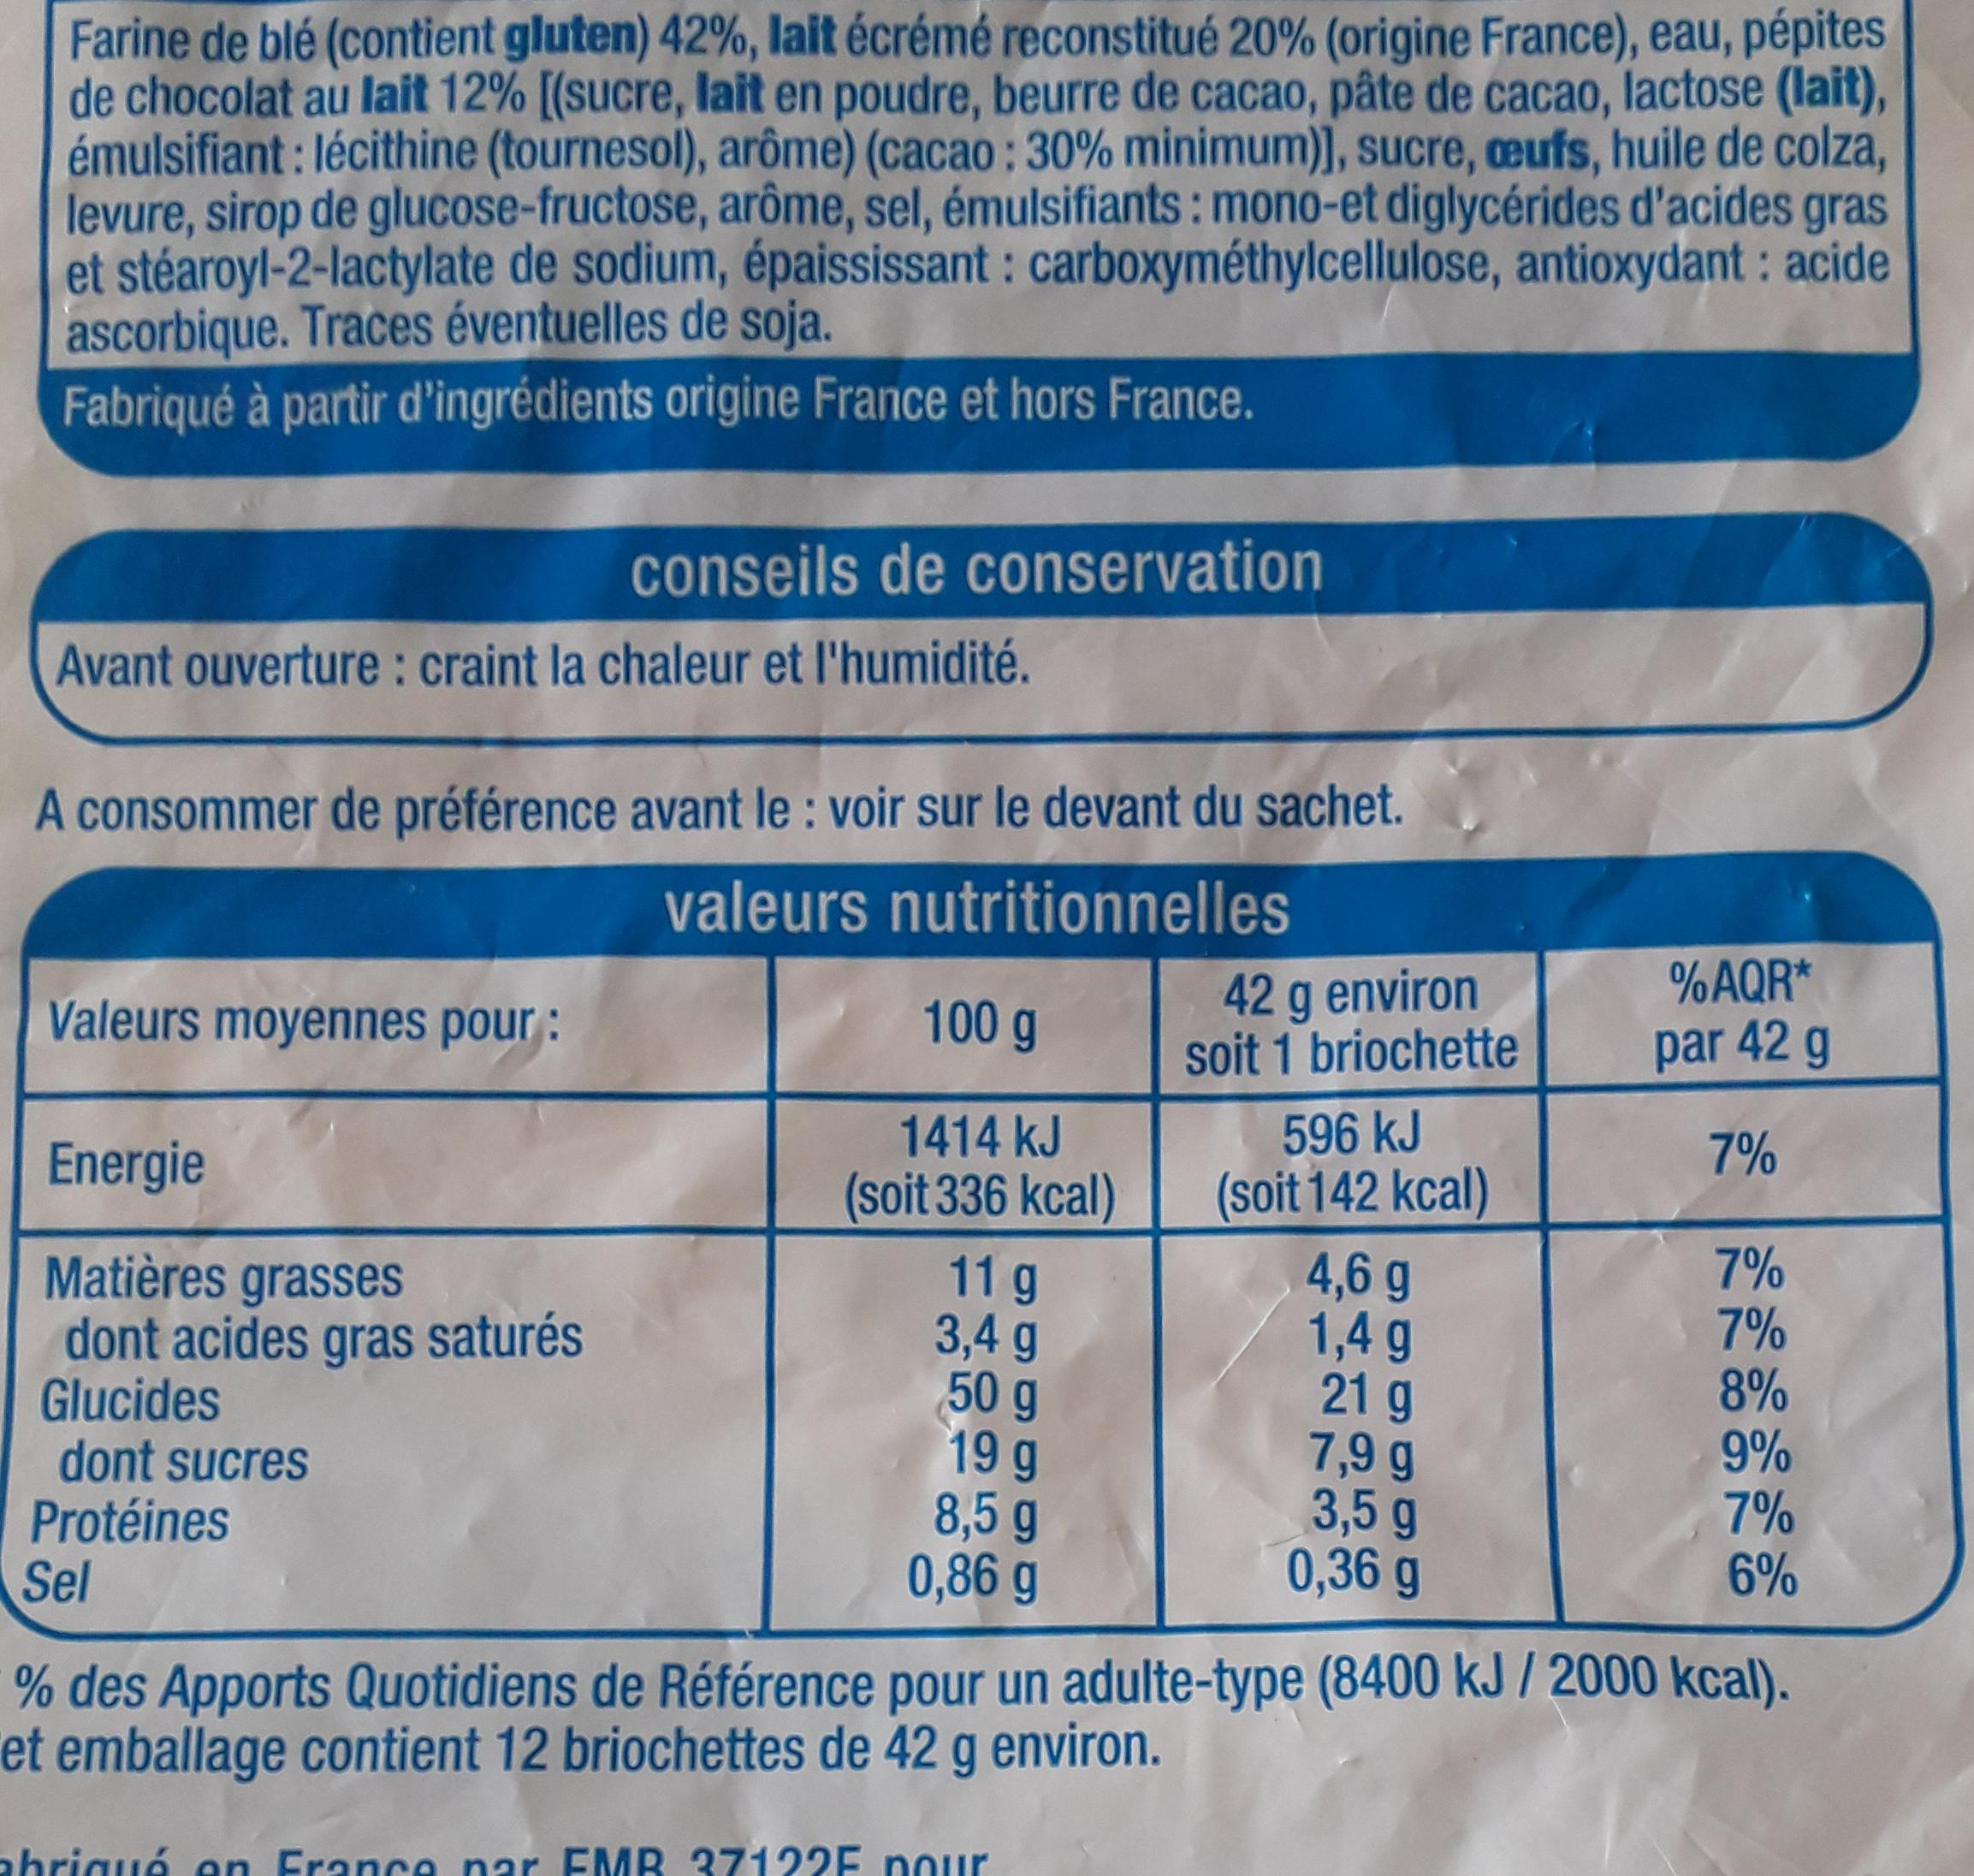 Farine de blé (contient gluten) 42%, lait écrémé reconstitué 20% (origine France), eau, pépites
de chocolat au lait 12% [(sucre, lait en poudre, beurre de cacao, pâte de cacao, lactose (lait),
émulsifiant : lécithine (tournesol), arôme) (cacao : 30% minimum)], sucre, œufs, huile de colza,
levure, sirop de glucose-fructose, arôme, sel, émulsifiants : mono-et diglycérides d'acides gras
et stéaroyl-2-lactylate de sodium, épaississant : carboxyméthylcellulose, antioxydant : acide
ascorbique. Traces éventuelles de soja.
Fabriqué à partir d'ingrédients origine France et hors France.
conseils de conservation
Avant ouverture : craint la chaleur et l'humidité.
A consommer de préférence avant le : voir sur le devant du sachet.
valeurs nutritionnelles
Valeurs moyennes pour : 100 g 42 g environ soit 1 briochette %AQR* par 42 g
Energie 1414 kJ (soit 336 kcal) 596 kJ (soit 142 kcal) 7%
Matières grasses 11 g 4,6 g 7%
dont acides gras saturés 3,4 g 1,4 g 7%
Glucides 50 g 21 g 8%
dont sucres 19 g 7,9 g 9%
Protéines 8,5 g 3,5 g 7%
Sel 0,86 g 0,36 g 6%
% des Apports Quotidiens de Référence pour un adulte-type (8400 kJ / 2000 kcal).
et emballage contient 12 briochettes de 42 g environ.
abriqué en France par EMB 37122E pour